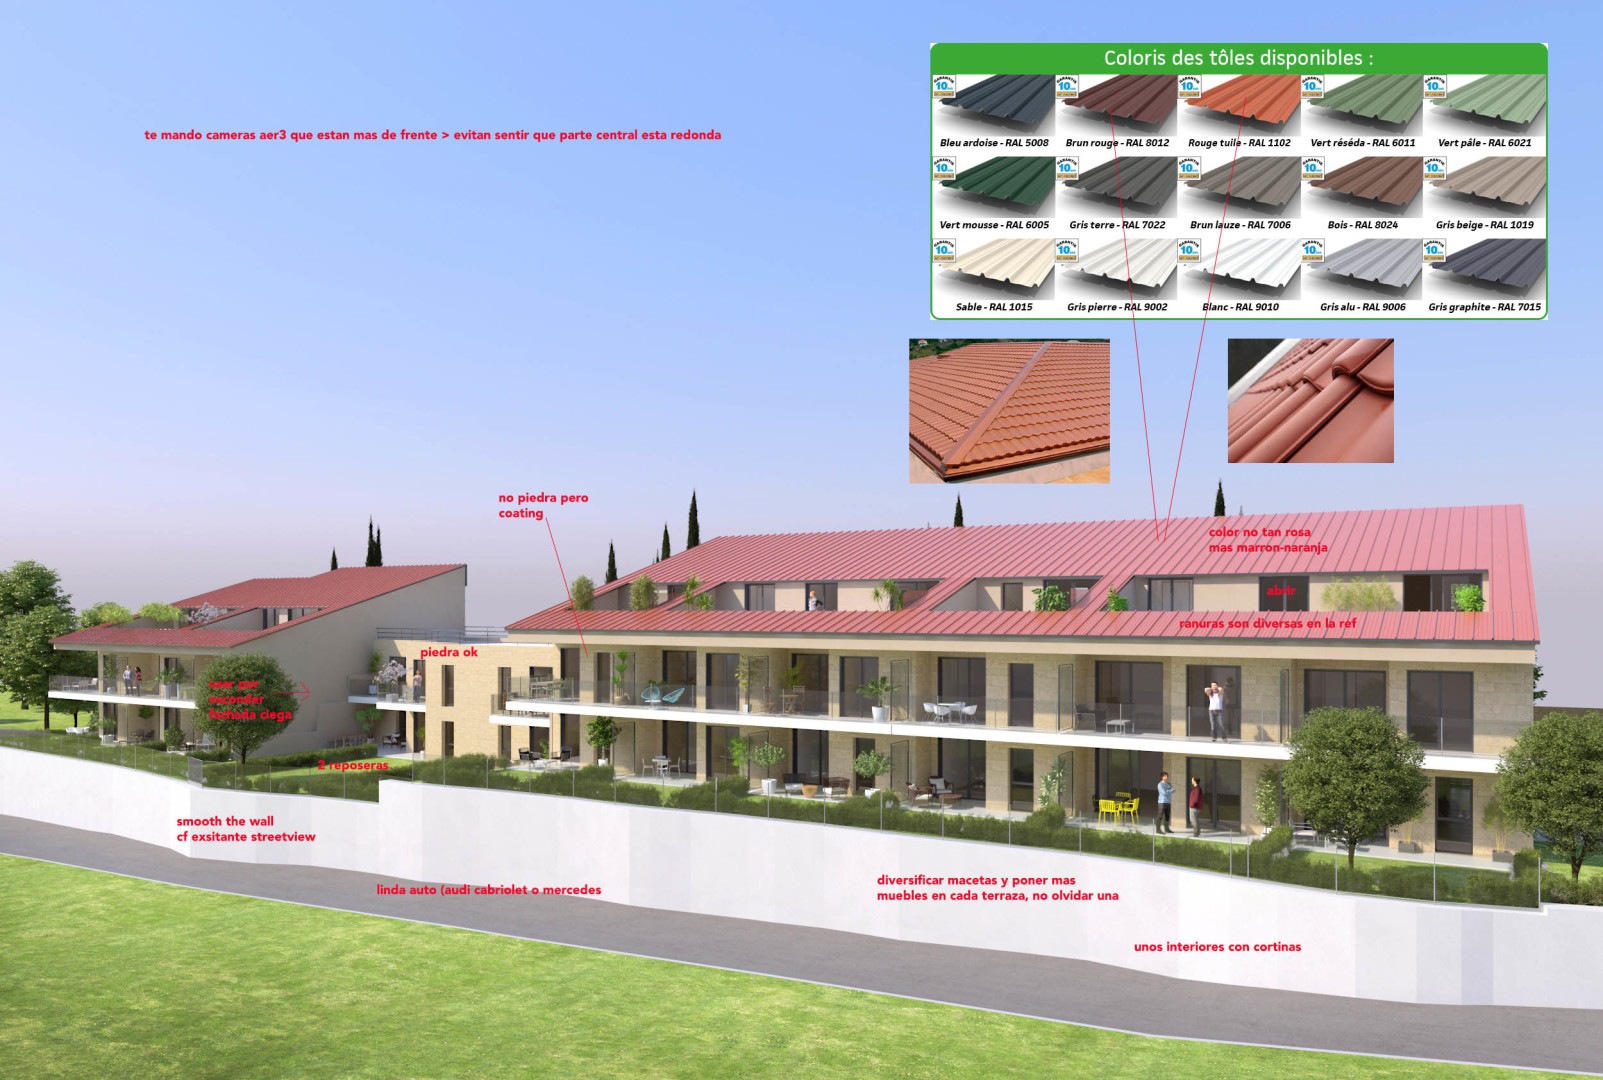 te mando cameras aer3 que estan mas de frente > evitan sentir que parte central esta redonda
Coloris des tôles disponibles :
Bleu ardoise - RAL 5008
Brun rouge - RAL 8012
Rouge tuile - RAL 1102
Vert réséda - RAL 6011
Vert pâle - RAL 6021
Vert mousse - RAL 6005
Gris terre - RAL 7022
Brun lauze - RAL 7006
Bois - RAL 8024
Gris beige - RAL 1019
Sable - RAL 1015
Gris pierre - RAL 9002
Blanc - RAL 9010
Gris alu - RAL 9006
Gris graphite - RAL 7015
no piedra pero
coating
color no tan rosa
mas marron-naranja
abrir
ranuras son diversas en la ref
piedra ok
user por
esconder
fachada ciega
2 reposeras
smooth the wall
cf exsitante streetview
linda auto (audi cabriolet o mercedes
diversificar macetas y poner mas
muebles en cada terraza, no olvidar una
unos interiores con cortinas